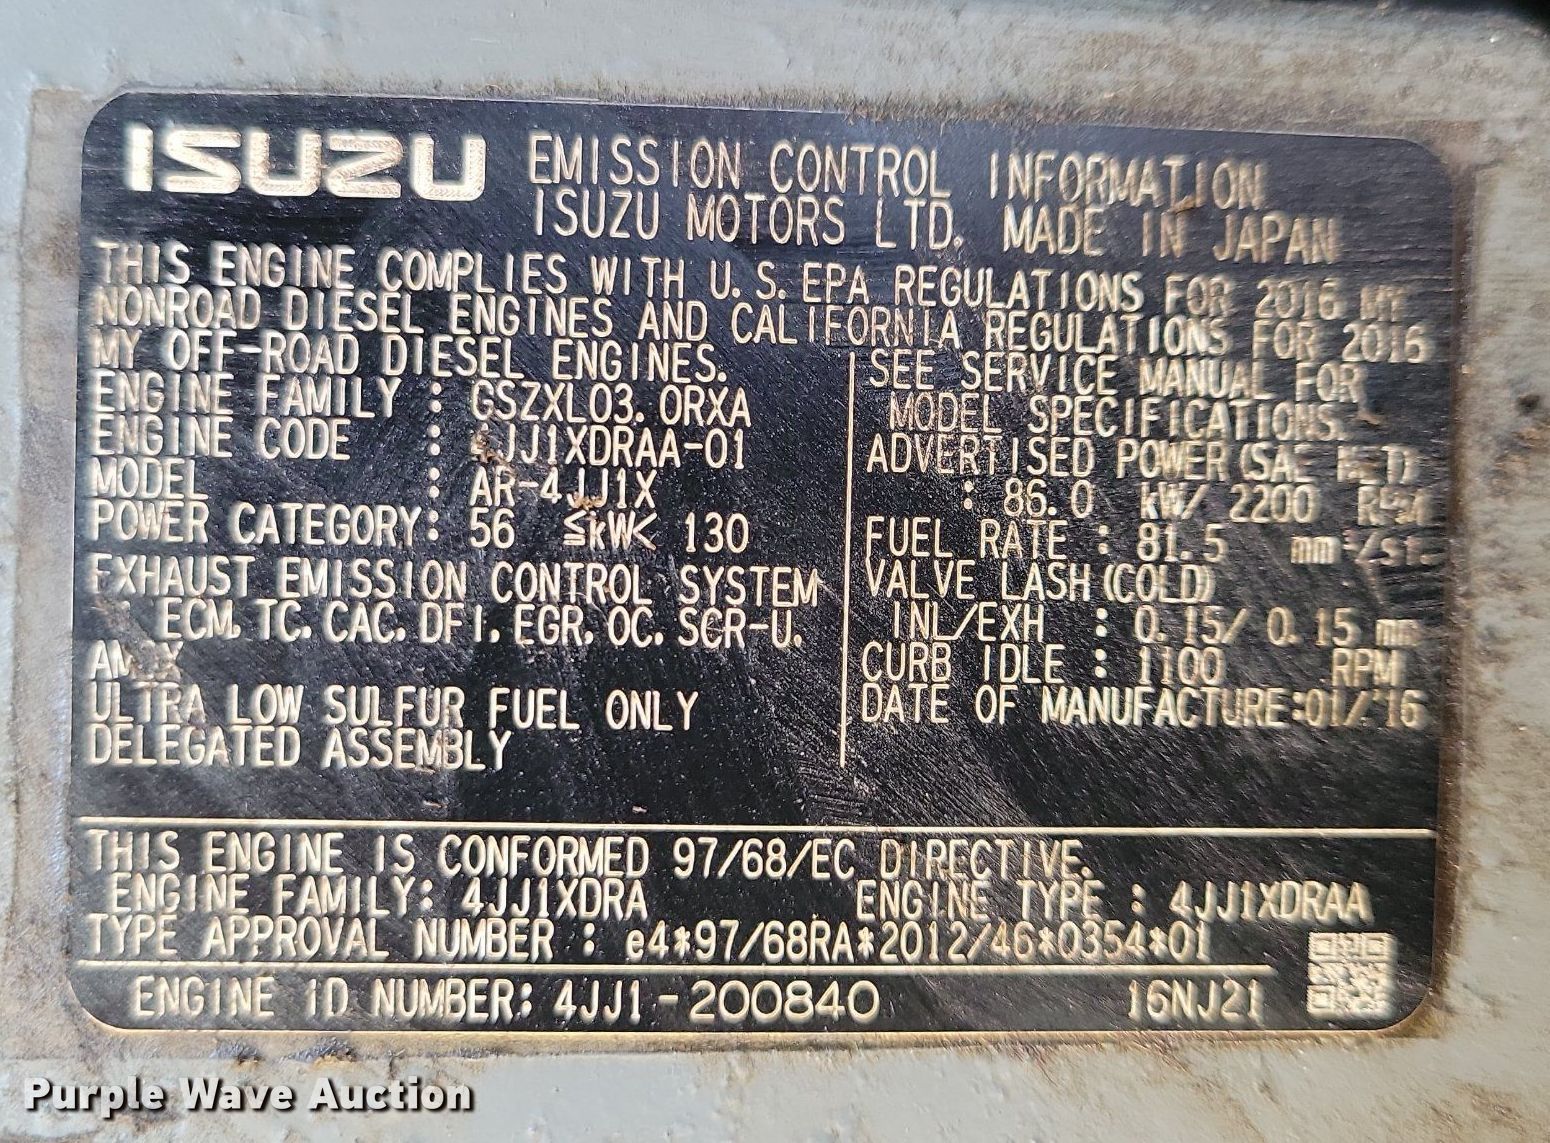 ISUZU EMISSION CONTROL INFORMATION
ISUZU MOTORS LTD. MADE IN JAPAN
THIS ENGINE COMPLIES WITH U.S. EPA REGULATIONS FOR 2016 MY
NONROAD DIESEL ENGINES AND CALIFORNIA REGULATIONS FOR 2016
MY OFF-ROAD DIESEL ENGINES.
ENGINE FAMILY : GSZXL03.0RXA
ENGINE CODE : 4JJ1XDRAA-01
MODEL : AR-4JJ1X
POWER CATEGORY: 56 ≦kW< 130
EXHAUST EMISSION CONTROL SYSTEM
ECM, TC, CAC, DFI, EGR, OC, SCR-U,
AMOX
ULTRA LOW SULFUR FUEL ONLY
DELEGATED ASSEMBLY
SEE SERVICE MANUAL FOR
MODEL SPECIFICATIONS.
ADVERTISED POWER(SAE NET)
: 86.0 kW/ 2200 RPM
FUEL RATE : 81.5 mm³/st.
VALVE LASH(COLD)
INL/EXH : 0.15/ 0.15 mm
CURB IDLE : 1100 RPM
DATE OF MANUFACTURE:01/'16
THIS ENGINE IS CONFORMED 97/68/EC DIRECTIVE.
ENGINE FAMILY: 4JJ1XDRA ENGINE TYPE : 4JJ1XDRAA
TYPE APPROVAL NUMBER : e4*97/68RA*2012/46*0354*01
ENGINE ID NUMBER: 4JJ1-200840 16NJ21
Purple Wave Auction